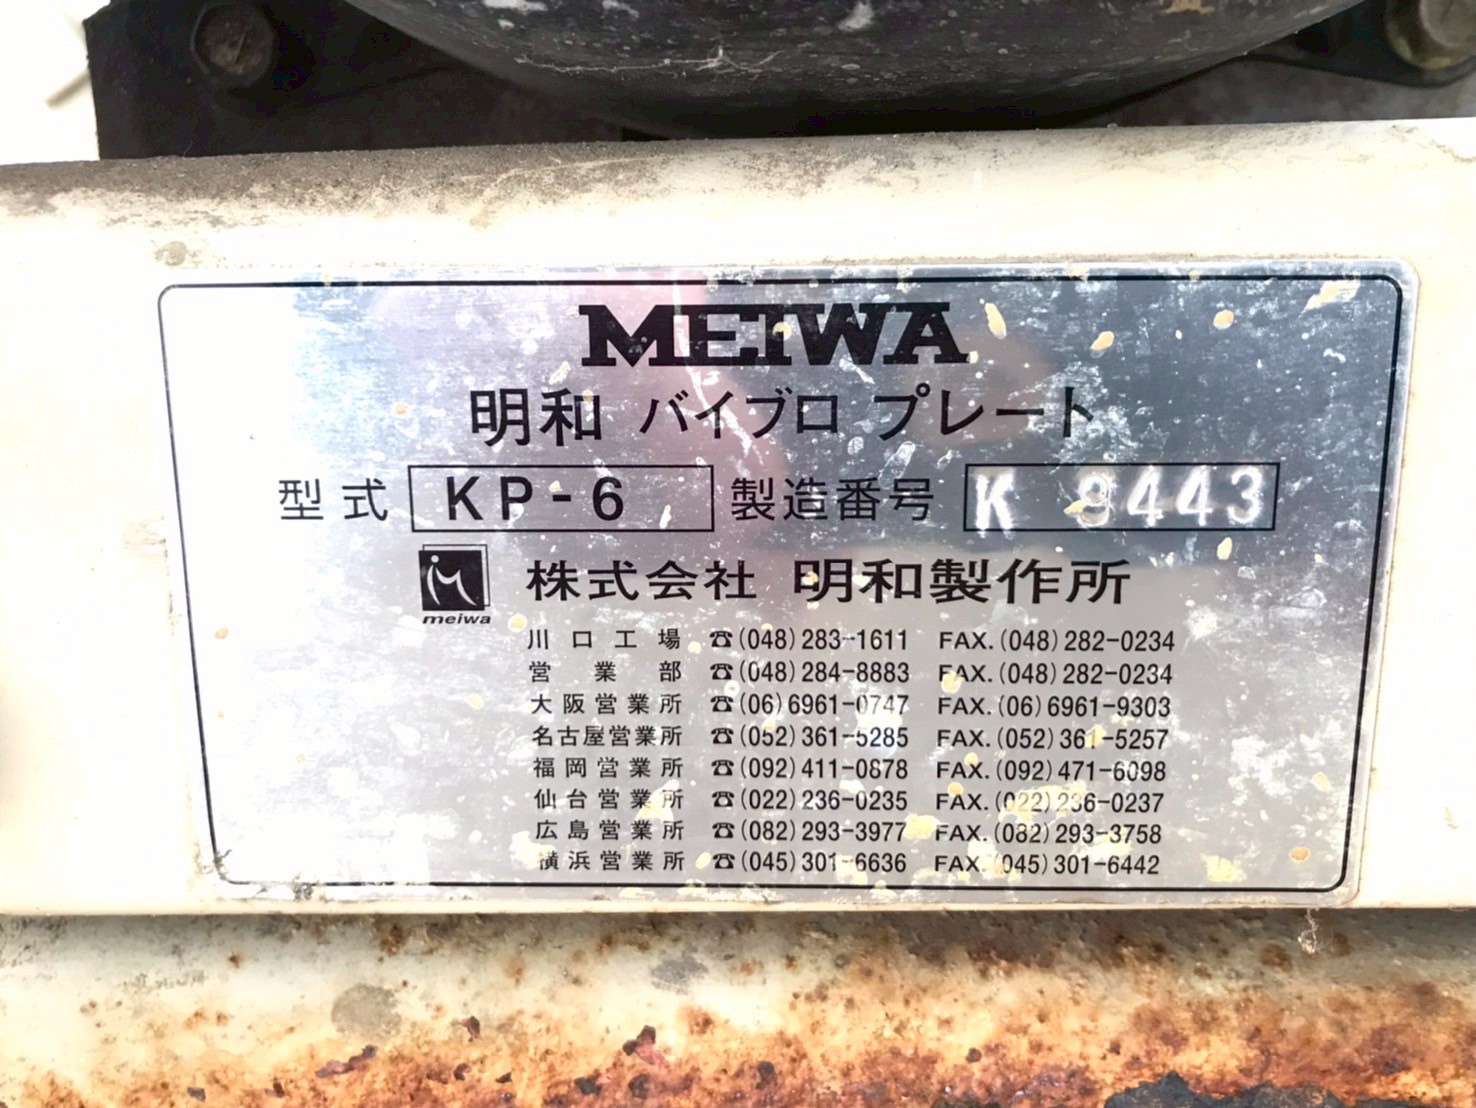 MEIWA
明和 バイブロ プレート
型式 KP-6 製造番号 K 9443
meiwa
株式会社 明和製作所
川口工場 ☎(048)283-1611 FAX.(048)282-0234
営業部 ☎(048)284-8883 FAX.(048)282-0234
大阪営業所 ☎(06)6961-0747 FAX.(06)6961-9303
名古屋営業所 ☎(052)361-5285 FAX.(052)361-5257
福岡営業所 ☎(092)411-0878 FAX.(092)471-6098
仙台営業所 ☎(022)236-0235 FAX.(022)236-0237
広島営業所 ☎(082)293-3977 FAX.(082)293-3758
横浜営業所 ☎(045)301-6636 FAX.(045)301-6442